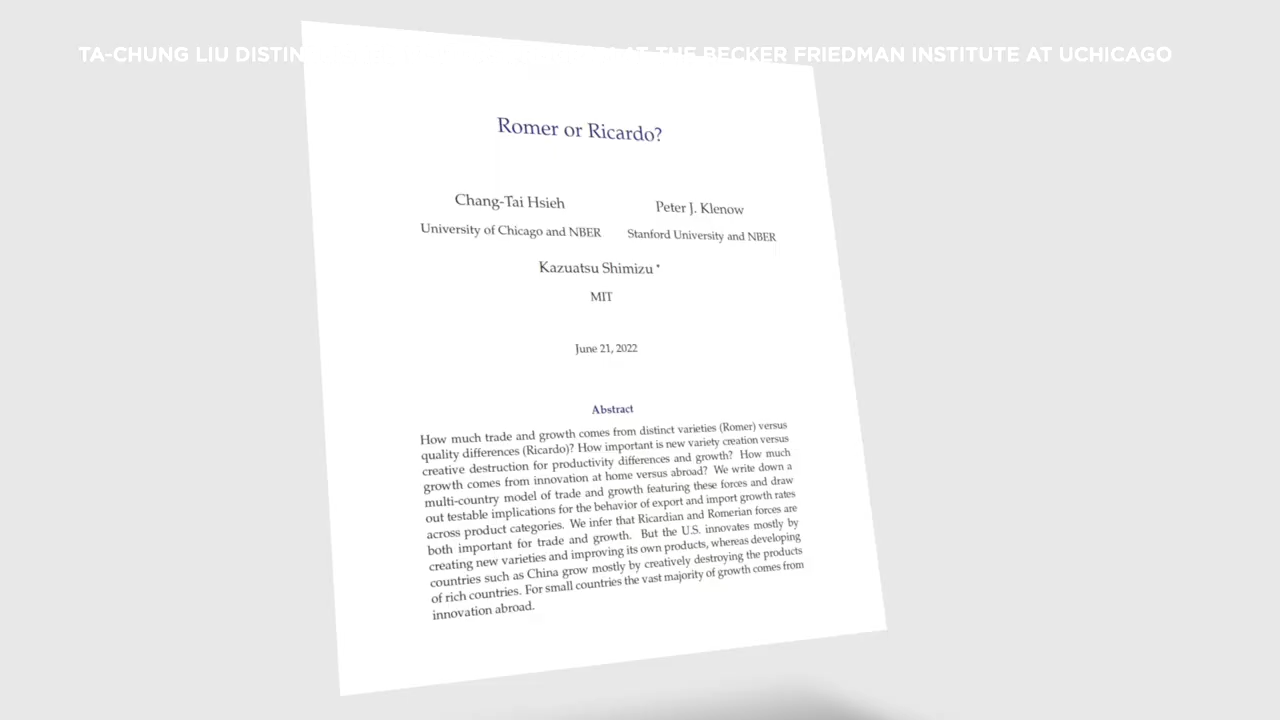 TA-CHUNG LIU DISTIN AT THE BECKER FRIEDMAN INSTITUTE AT UCHICAGO
Romer or Ricardo?
Chang-Tai Hsieh Peter J. Klenow
University of Chicago and NBER Stanford University and NBER
Kazuatsu Shimizu *
MIT
June 21, 2022
Abstract
How much trade and growth comes from distinct varieties (Romer) versus
quality differences (Ricardo)? How important is new variety creation versus
creative destruction for productivity differences and growth? How much
growth comes from innovation at home versus abroad? We write down a
multi-country model of trade and growth featuring these forces and draw
out testable implications for the behavior of export and import growth rates
across product categories. We infer that Ricardian and Romerian forces are
both important for trade and growth. But the U.S. innovates mostly by
creating new varieties and improving its own products, whereas developing
countries such as China grow mostly by creatively destroying the products
of rich countries. For small countries the vast majority of growth comes from
innovation abroad.